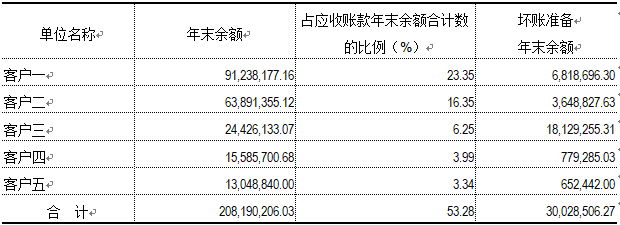 单位名称 年末余额 占应收账款年末余额合计数的比例（%） 坏账准备年末余额
客户一 91,238,177.16 23.35 6,818,696.30
客户二 63,891,355.12 16.35 3,648,827.63
客户三 24,426,133.07 6.25 18,129,255.31
客户四 15,585,700.68 3.99 779,285.03
客户五 13,048,840.00 3.34 652,442.00
合 计 208,190,206.03 53.28 30,028,506.27